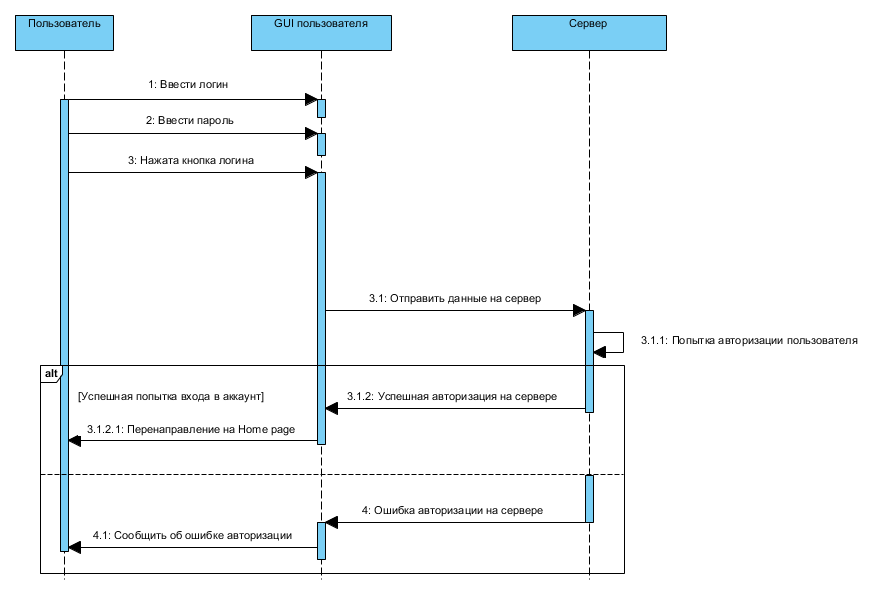 Пользователь
GUI пользователя
Сервер
1: Ввести логин
2: Ввести пароль
3: Нажата кнопка логина
3.1: Отправить данные на сервер
3.1.1: Попытка авторизации пользователя
alt
[Успешная попытка входа в аккаунт]
3.1.2: Успешная авторизация на сервере
3.1.2.1: Перенаправление на Home page
4: Ошибка авторизации на сервере
4.1: Сообщить об ошибке авторизации